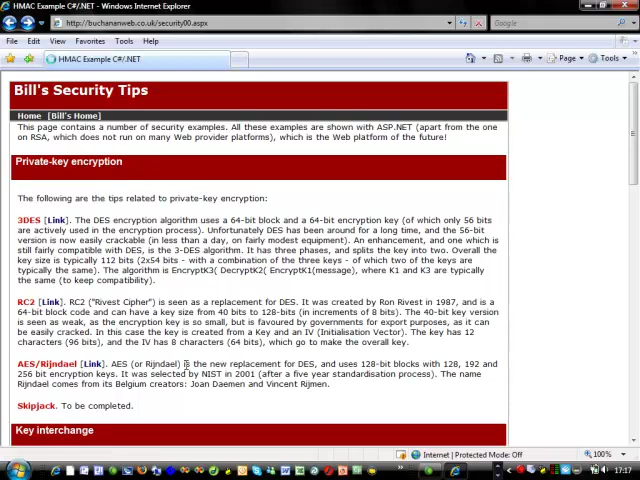 HMAC Example C#/.NET - Windows Internet Explorer
http://buchananweb.co.uk/security00.aspx
Google
File Edit View Favorites Tools Help
HMAC Example C#/.NET
Page Tools
Bill's Security Tips
Home [Bill's Home]
This page contains a number of security examples. All these examples are shown with ASP.NET (apart from the one
on RSA, which does not run on many Web provider platforms), which is the Web platform of the future!
Private-key encryption
The following are the tips related to private-key encryption:
3DES [Link]. The DES encryption algorithm uses a 64-bit block and a 64-bit encryption key (of which only 56 bits
are actively used in the encryption process). Unfortunately DES has been around for a long time, and the 56-bit
version is now easily crackable (in less than a day, on fairly modest equipment). An enhancement, and one which is
still fairly compatible with DES, is the 3-DES algorithm. It has three phases, and splits the key into two. Overall the
key size is typically 112 bits (2x54 bits - with a combination of the three keys - of which two of the keys are
typically the same). The algorithm is EncryptK3( DecryptK2( EncryptK1(message), where K1 and K3 are typically
the same (to keep compatibility).
RC2 [Link]. RC2 ("Rivest Cipher") is seen as a replacement for DES. It was created by Ron Rivest in 1987, and is a
64-bit block code and can have a key size from 40 bits to 128-bits (in increments of 8 bits). The 40-bit key version
is seen as weak, as the encryption key is so small, but is favoured by governments for export purposes, as it can
be easily cracked. In this case the key is created from a Key and an IV (Initialisation Vector). The key has 12
characters (96 bits), and the IV has 8 characters (64 bits), which go to make the overall key.
AES/Rijndael [Link]. AES (or Rijndael) is the new replacement for DES, and uses 128-bit blocks with 128, 192 and
256 bit encryption keys. It was selected by NIST in 2001 (after a five year standardisation process). The name
Rijndael comes from its Belgium creators: Joan Daemen and Vincent Rijmen.
Skipjack. To be completed.
Key interchange
Internet | Protected Mode: Off
100%
17:17